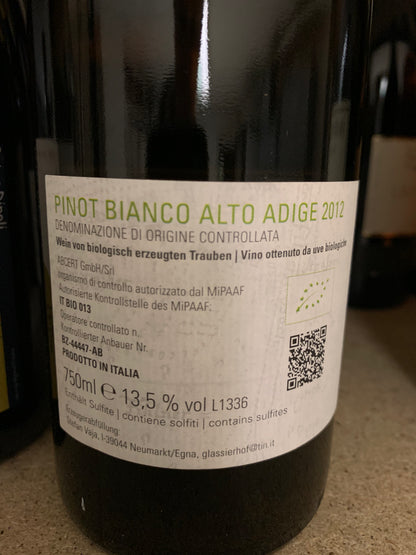 PINOT BIANCO ALTO ADIGE 2012
DENOMINAZIONE DI ORIGINE CONTROLLATA
Wein von biologisch erzeugten Trauben | Vino ottenuto da uve biologiche
ABCERT GmbH/Srl
organismo di controllo autorizzato dal MiPAAF
Autorisierte Kontrollstelle des MiPAAF:
IT BIO 013
Operatore controllato n.
Kontrollierter Anbauer Nr.
BZ-44447-AB
PRODOTTO IN ITALIA
750ml e 13,5 % vol L1336
Enthält Sulfite | contiene solfiti | contains sulfites
Erzeugerabfüllung:
Stefan Vaja, I-39044 Neumarkt/Egna, glassierhof@tin.it